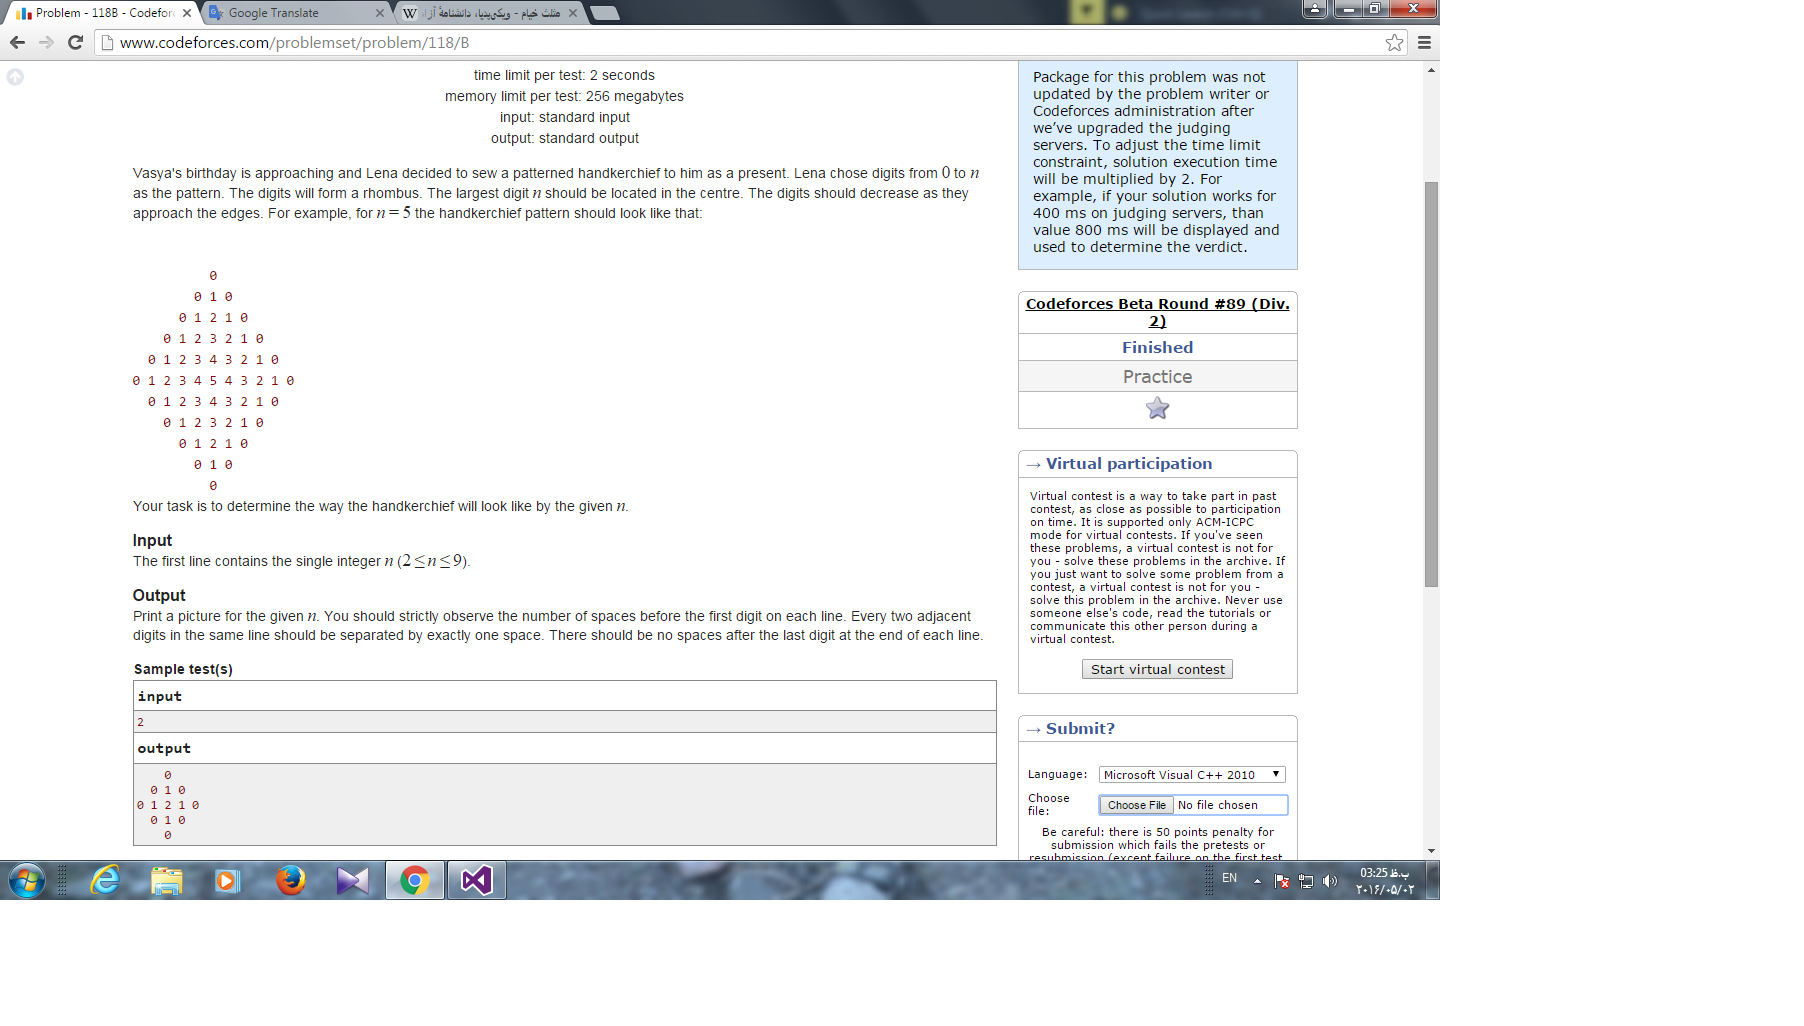 Problem - 118B - Codefor
Google Translate
مثلث خیام - ویکی‌پدیا، دانشنامهٔ آزاد
www.codeforces.com/problemset/problem/118/B
time limit per test: 2 seconds
memory limit per test: 256 megabytes
input: standard input
output: standard output
Vasya's birthday is approaching and Lena decided to sew a patterned handkerchief to him as a present. Lena chose digits from 0 to n
as the pattern. The digits will form a rhombus. The largest digit n should be located in the centre. The digits should decrease as they
approach the edges. For example, for n = 5 the handkerchief pattern should look like that:
0
0 1 0
0 1 2 1 0
0 1 2 3 2 1 0
0 1 2 3 4 3 2 1 0
0 1 2 3 4 5 4 3 2 1 0
0 1 2 3 4 3 2 1 0
0 1 2 3 2 1 0
0 1 2 1 0
0 1 0
0
Your task is to determine the way the handkerchief will look like by the given n.
Input
The first line contains the single integer n (2 ≤ n ≤ 9).
Output
Print a picture for the given n. You should strictly observe the number of spaces before the first digit on each line. Every two adjacent
digits in the same line should be separated by exactly one space. There should be no spaces after the last digit at the end of each line.
Sample test(s)
input
2
output
0
0 1 0
0 1 2 1 0
0 1 0
0
Package for this problem was not
updated by the problem writer or
Codeforces administration after
we've upgraded the judging
servers. To adjust the time limit
constraint, solution execution time
will be multiplied by 2. For
example, if your solution works for
400 ms on judging servers, than
value 800 ms will be displayed and
used to determine the verdict.
Codeforces Beta Round #89 (Div.
2)
Finished
Practice
→ Virtual participation
Virtual contest is a way to take part in past
contest, as close as possible to participation
on time. It is supported only ACM-ICPC
mode for virtual contests. If you've seen
these problems, a virtual contest is not for
you - solve these problems in the archive. If
you just want to solve some problem from a
contest, a virtual contest is not for you -
solve this problem in the archive. Never use
someone else's code, read the tutorials or
communicate this other person during a
virtual contest.
Start virtual contest
→ Submit?
Language: Microsoft Visual C++ 2010
Choose
file:
Choose File No file chosen
Be careful: there is 50 points penalty for
submission which fails the pretests or
resubmission (except failure on the first test,
EN
03:25 ب.ظ
۲۰۱۶/۰۵/۰۲